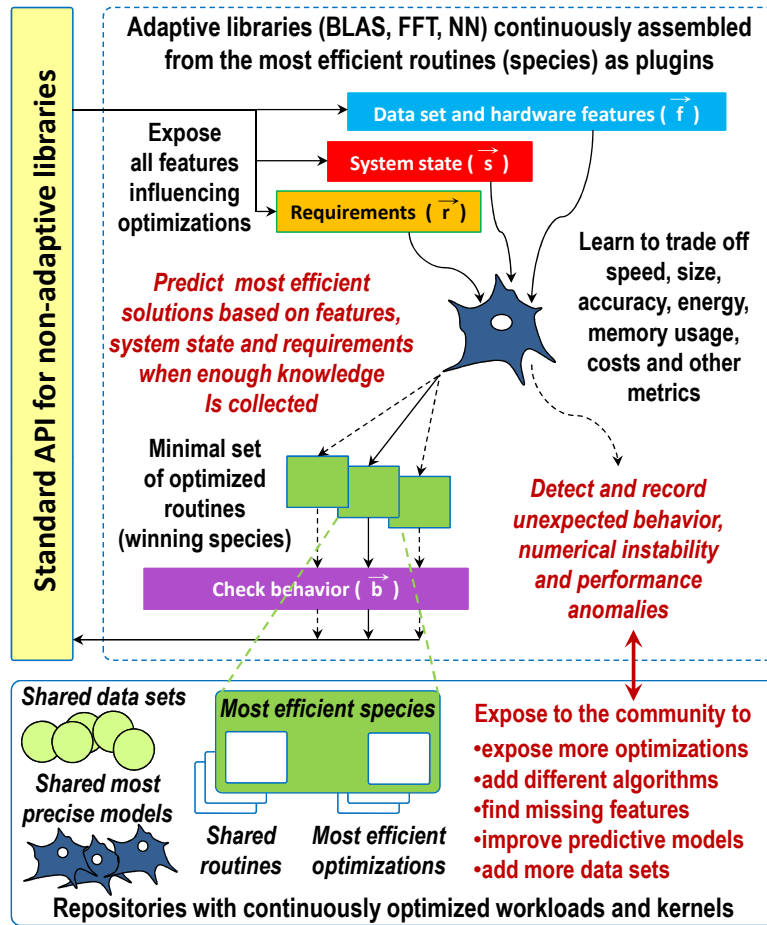 Standard API for non-adaptive libraries
Adaptive libraries (BLAS, FFT, NN) continuously assembled
from the most efficient routines (species) as plugins
Data set and hardware features ( f )
Expose
all features
influencing
optimizations
System state ( s )
Requirements ( r )
Learn to trade off
speed, size,
accuracy, energy,
memory usage,
costs and other
metrics
Predict most efficient
solutions based on features,
system state and requirements
when enough knowledge
Is collected
Minimal set
of optimized
routines
(winning species)
Detect and record
unexpected behavior,
numerical instability
and performance
anomalies
Check behavior ( b )
Shared data sets
Shared most
precise models
Most efficient species
Shared
routines
Most efficient
optimizations
Expose to the community to
•expose more optimizations
•add different algorithms
•find missing features
•improve predictive models
•add more data sets
Repositories with continuously optimized workloads and kernels